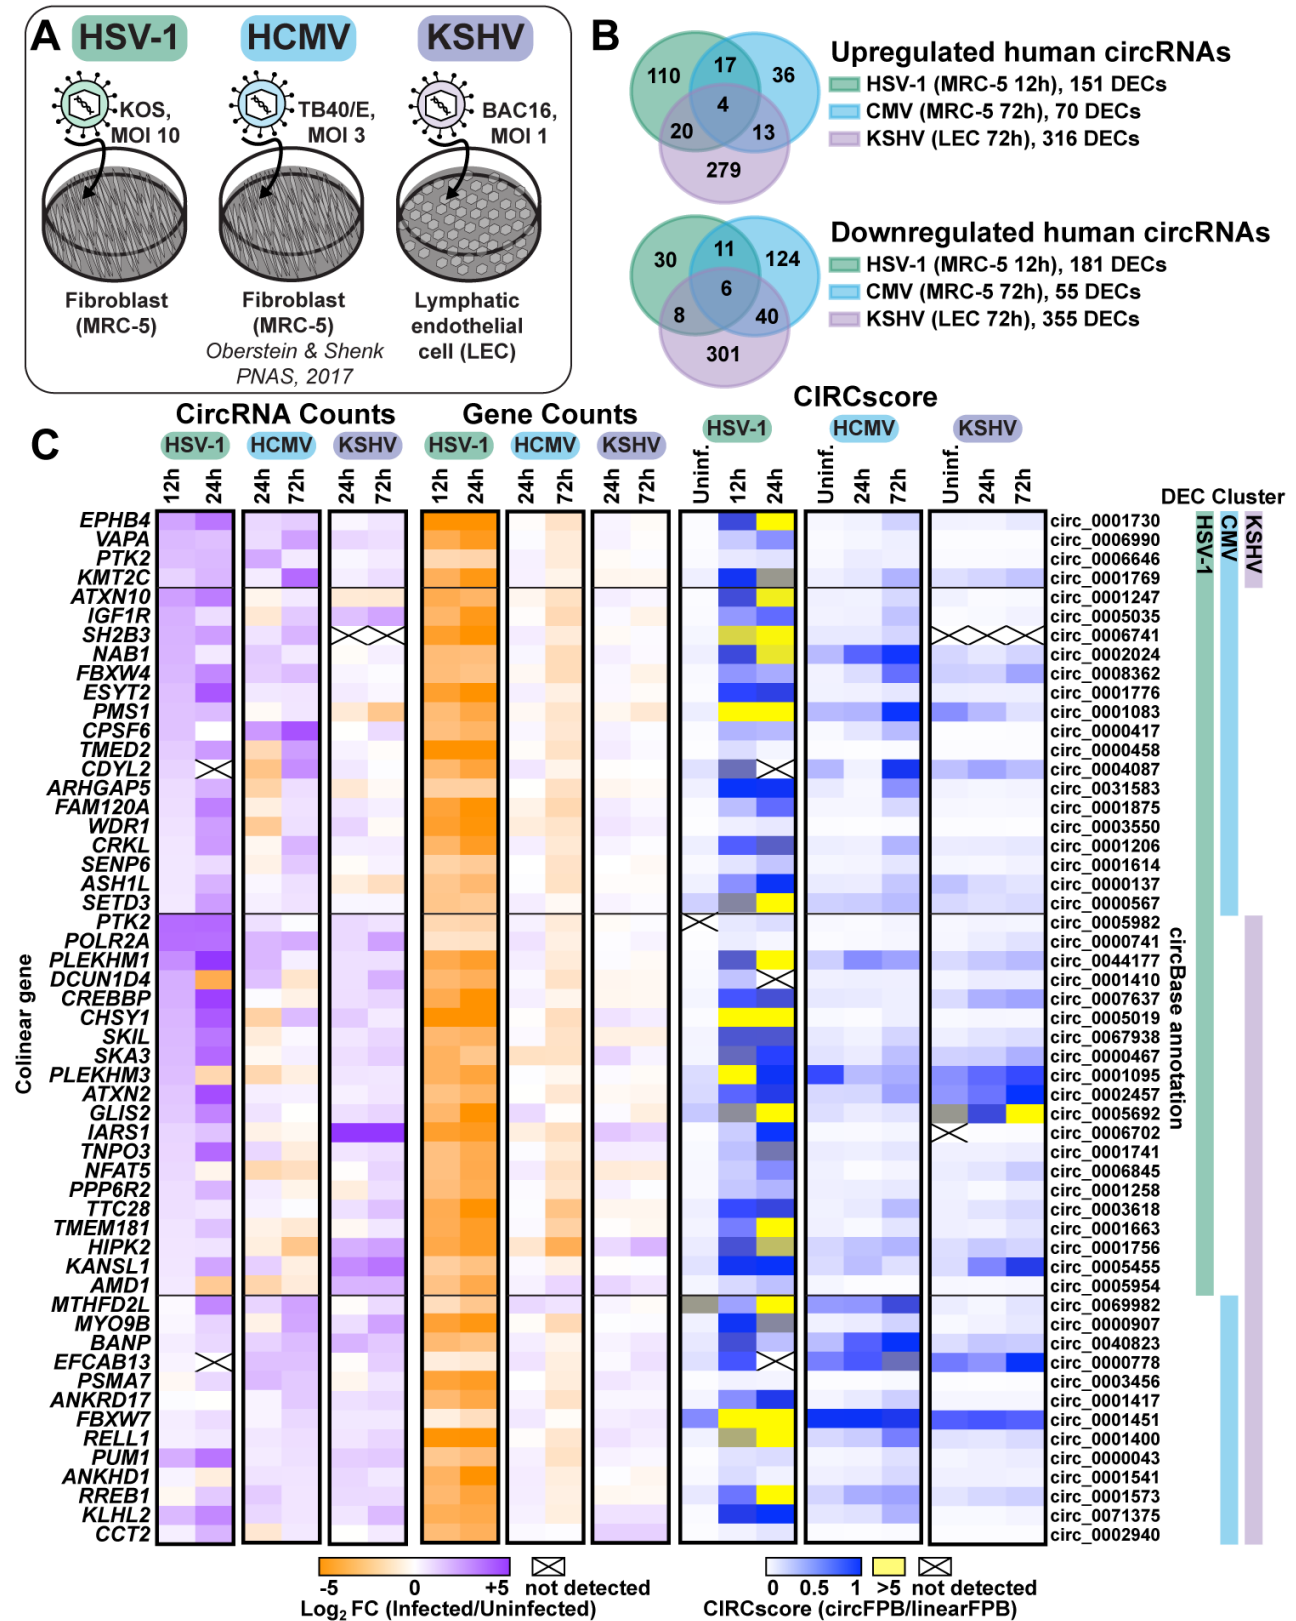 A
HSV-1
HCMV
KSHV
KOS,
MOI 10
TB40/E,
MOI 3
BAC16,
MOI 1
Fibroblast
(MRC-5)
Fibroblast
(MRC-5)
Oberstein & Shenk
PNAS, 2017
Lymphatic
endothelial
cell (LEC)
B
110
17
36
4
20
13
279
Upregulated human circRNAs
HSV-1 (MRC-5 12h), 151 DECs
CMV (MRC-5 72h), 70 DECs
KSHV (LEC 72h), 316 DECs
30
11
124
6
8
40
301
Downregulated human circRNAs
HSV-1 (MRC-5 12h), 181 DECs
CMV (MRC-5 72h), 55 DECs
KSHV (LEC 72h), 355 DECs
C
CircRNA Counts
Gene Counts
CIRCscore
HSV-1 HCMV KSHV HSV-1 HCMV KSHV HSV-1 HCMV KSHV
12h 24h 24h 72h 24h 72h 12h 24h 24h 72h 24h 72h Uninf. 12h 24h Uninf. 24h 72h Uninf. 24h 72h
DEC Cluster
HSV-1
CMV
KSHV
Colinear gene
circBase annotation
EPHB4 circ_0001730
VAPA circ_0006990
PTK2 circ_0006646
KMT2C circ_0001769
ATXN10 circ_0001247
IGF1R circ_0005035
SH2B3 circ_0006741
NAB1 circ_0002024
FBXW4 circ_0008362
ESYT2 circ_0001776
PMS1 circ_0001083
CPSF6 circ_0000417
TMED2 circ_0000458
CDYL2 circ_0004087
ARHGAP5 circ_0031583
FAM120A circ_0001875
WDR1 circ_0003550
CRKL circ_0001206
SENP6 circ_0001614
ASH1L circ_0000137
SETD3 circ_0000567
PTK2 circ_0005982
POLR2A circ_0000741
PLEKHM1 circ_0044177
DCUN1D4 circ_0001410
CREBBP circ_0007637
CHSY1 circ_0005019
SKIL circ_0067938
SKA3 circ_0000467
PLEKHM3 circ_0001095
ATXN2 circ_0002457
GLIS2 circ_0005692
IARS1 circ_0006702
TNPO3 circ_0001741
NFAT5 circ_0006845
PPP6R2 circ_0001258
TTC28 circ_0003618
TMEM181 circ_0001663
HIPK2 circ_0001756
KANSL1 circ_0005455
AMD1 circ_0005954
MTHFD2L circ_0069982
MYO9B circ_0000907
BANP circ_0040823
EFCAB13 circ_0000778
PSMA7 circ_0003456
ANKRD17 circ_0001417
FBXW7 circ_0001451
RELL1 circ_0001400
PUM1 circ_0000043
ANKHD1 circ_0001541
RREB1 circ_0001573
KLHL2 circ_0071375
CCT2 circ_0002940
-5 0 +5 not detected
Log2 FC (Infected/Uninfected)
0 0.5 1 >5 not detected
CIRCscore (circFPB/linearFPB)